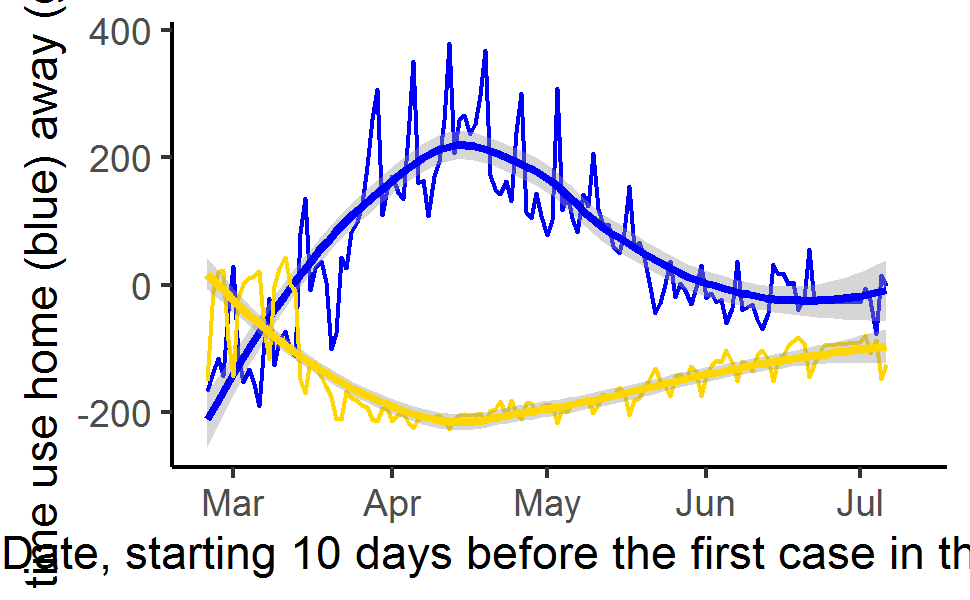 time use home (blue) away (
400
200
0
-200
Mar Apr May Jun Jul
Date, starting 10 days before the first case in th